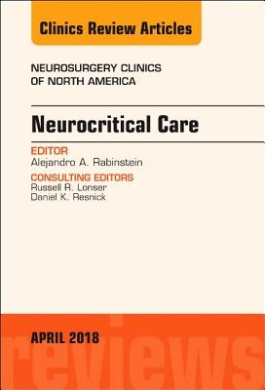 Clinics Review Articles
NEUROSURGERY CLINICS
OF NORTH AMERICA
Neurocritical Care
EDITOR
Alejandro A. Rabinstein
CONSULTING EDITORS
Russell R. Lonser
Daniel K. Resnick
APRIL 2018
reviews